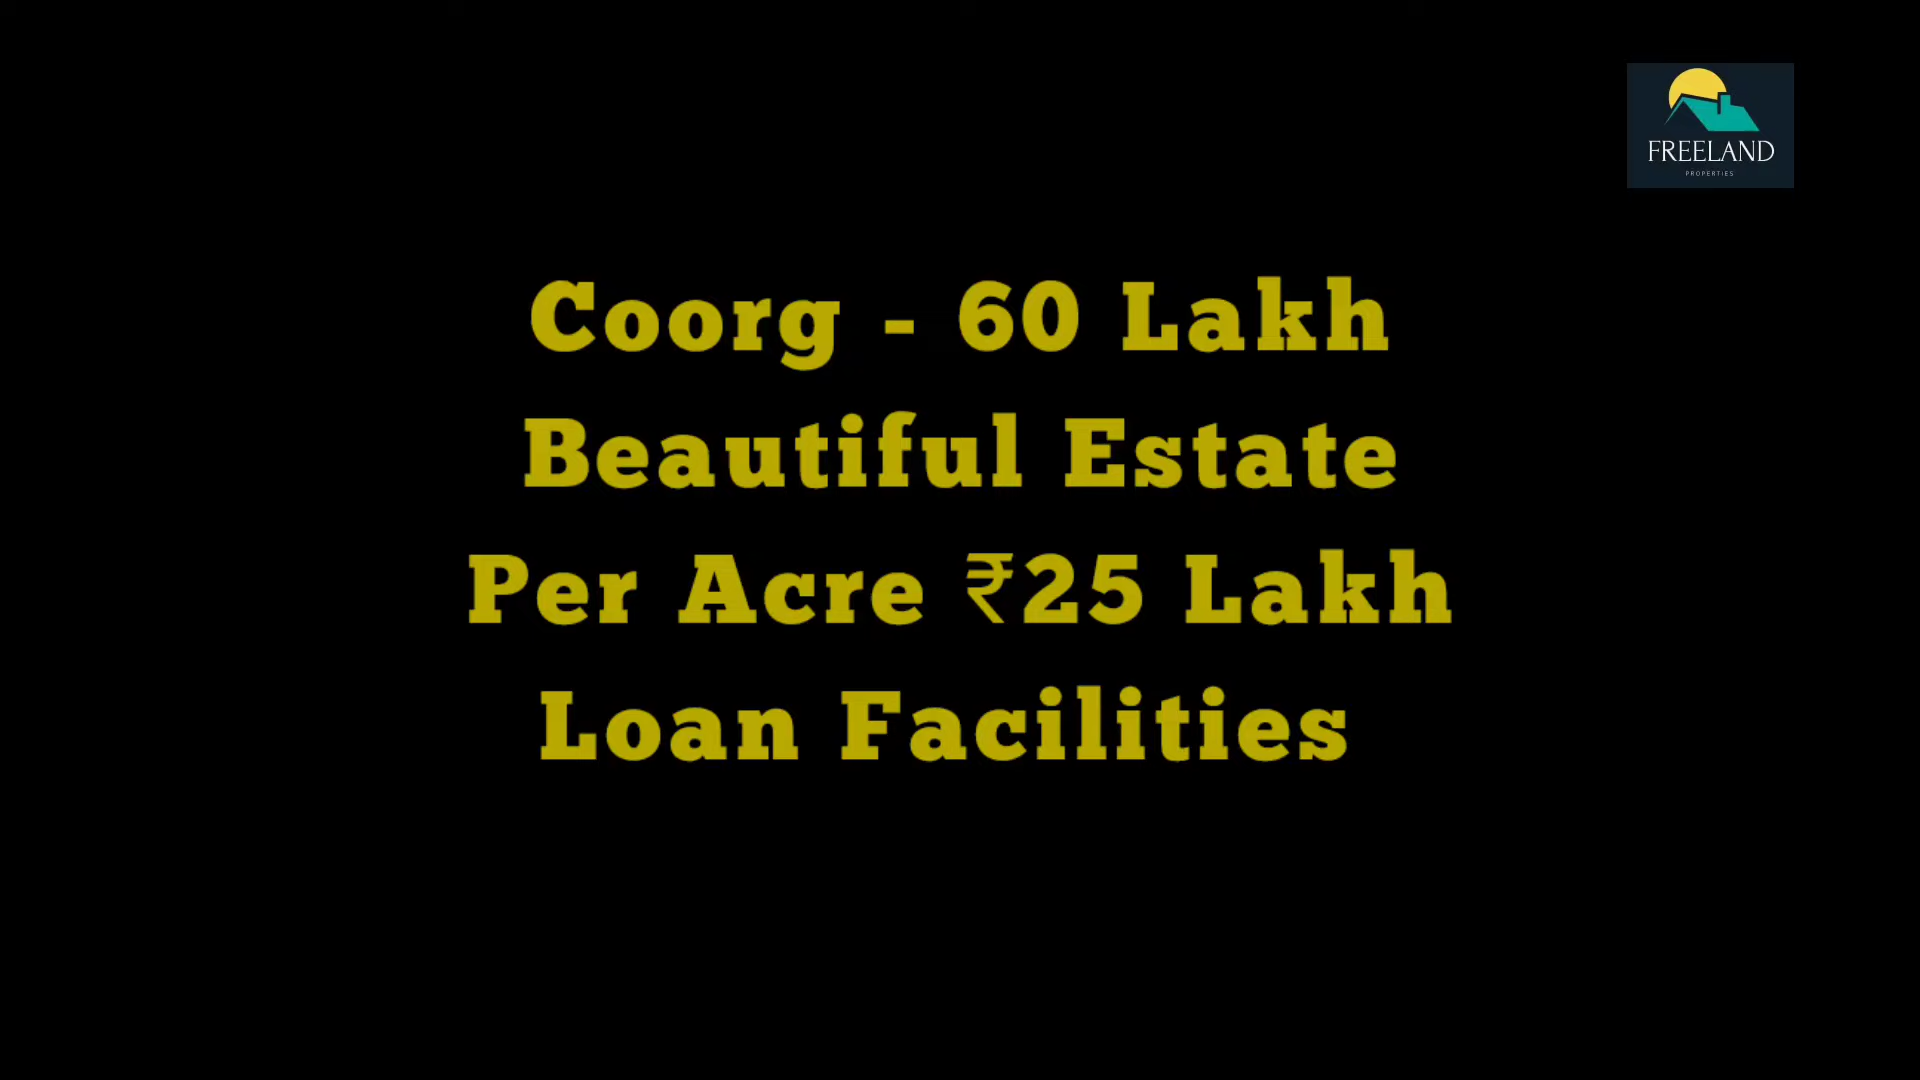 FREELAND
PROPERTIES
Coorg - 60 Lakh
Beautiful Estate
Per Acre ₹25 Lakh
Loan Facilities